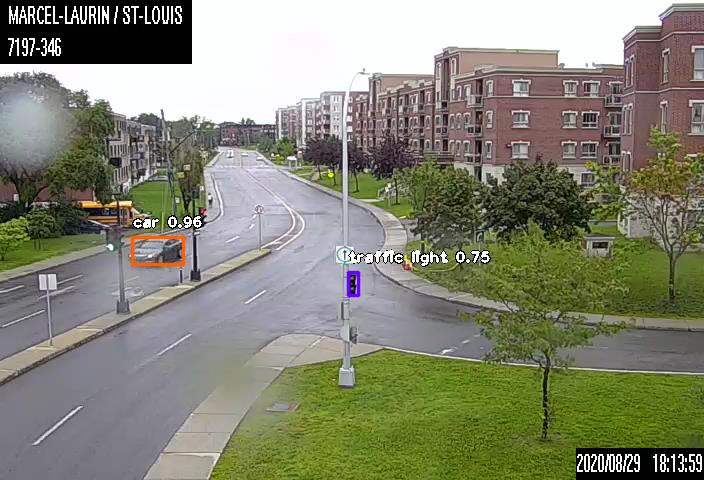 MARCEL-LAURIN / ST-LOUIS
7197-346
car 0.96
traffic light 0.75
2020/08/29 18:13:59